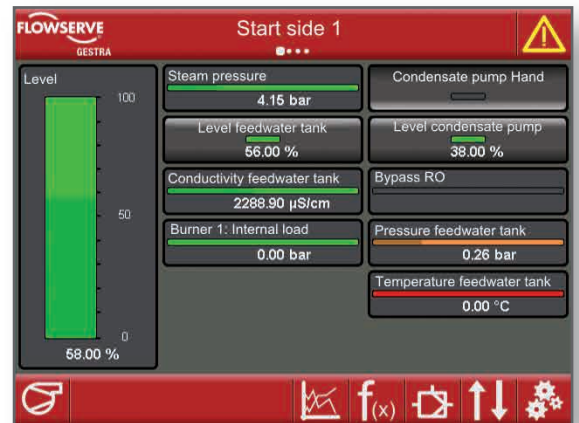 FLOWSERVE
GESTRA
Start side 1
Level
100
50
0
58.00 %
Steam pressure
4.15 bar
Condensate pump Hand
Level feedwater tank
56.00 %
Level condensate pump
38.00 %
Conductivity feedwater tank
2288.90 µS/cm
Bypass RO
Burner 1: Internal load
0.00 bar
Pressure feedwater tank
0.26 bar
Temperature feedwater tank
0.00 °C
f(x)